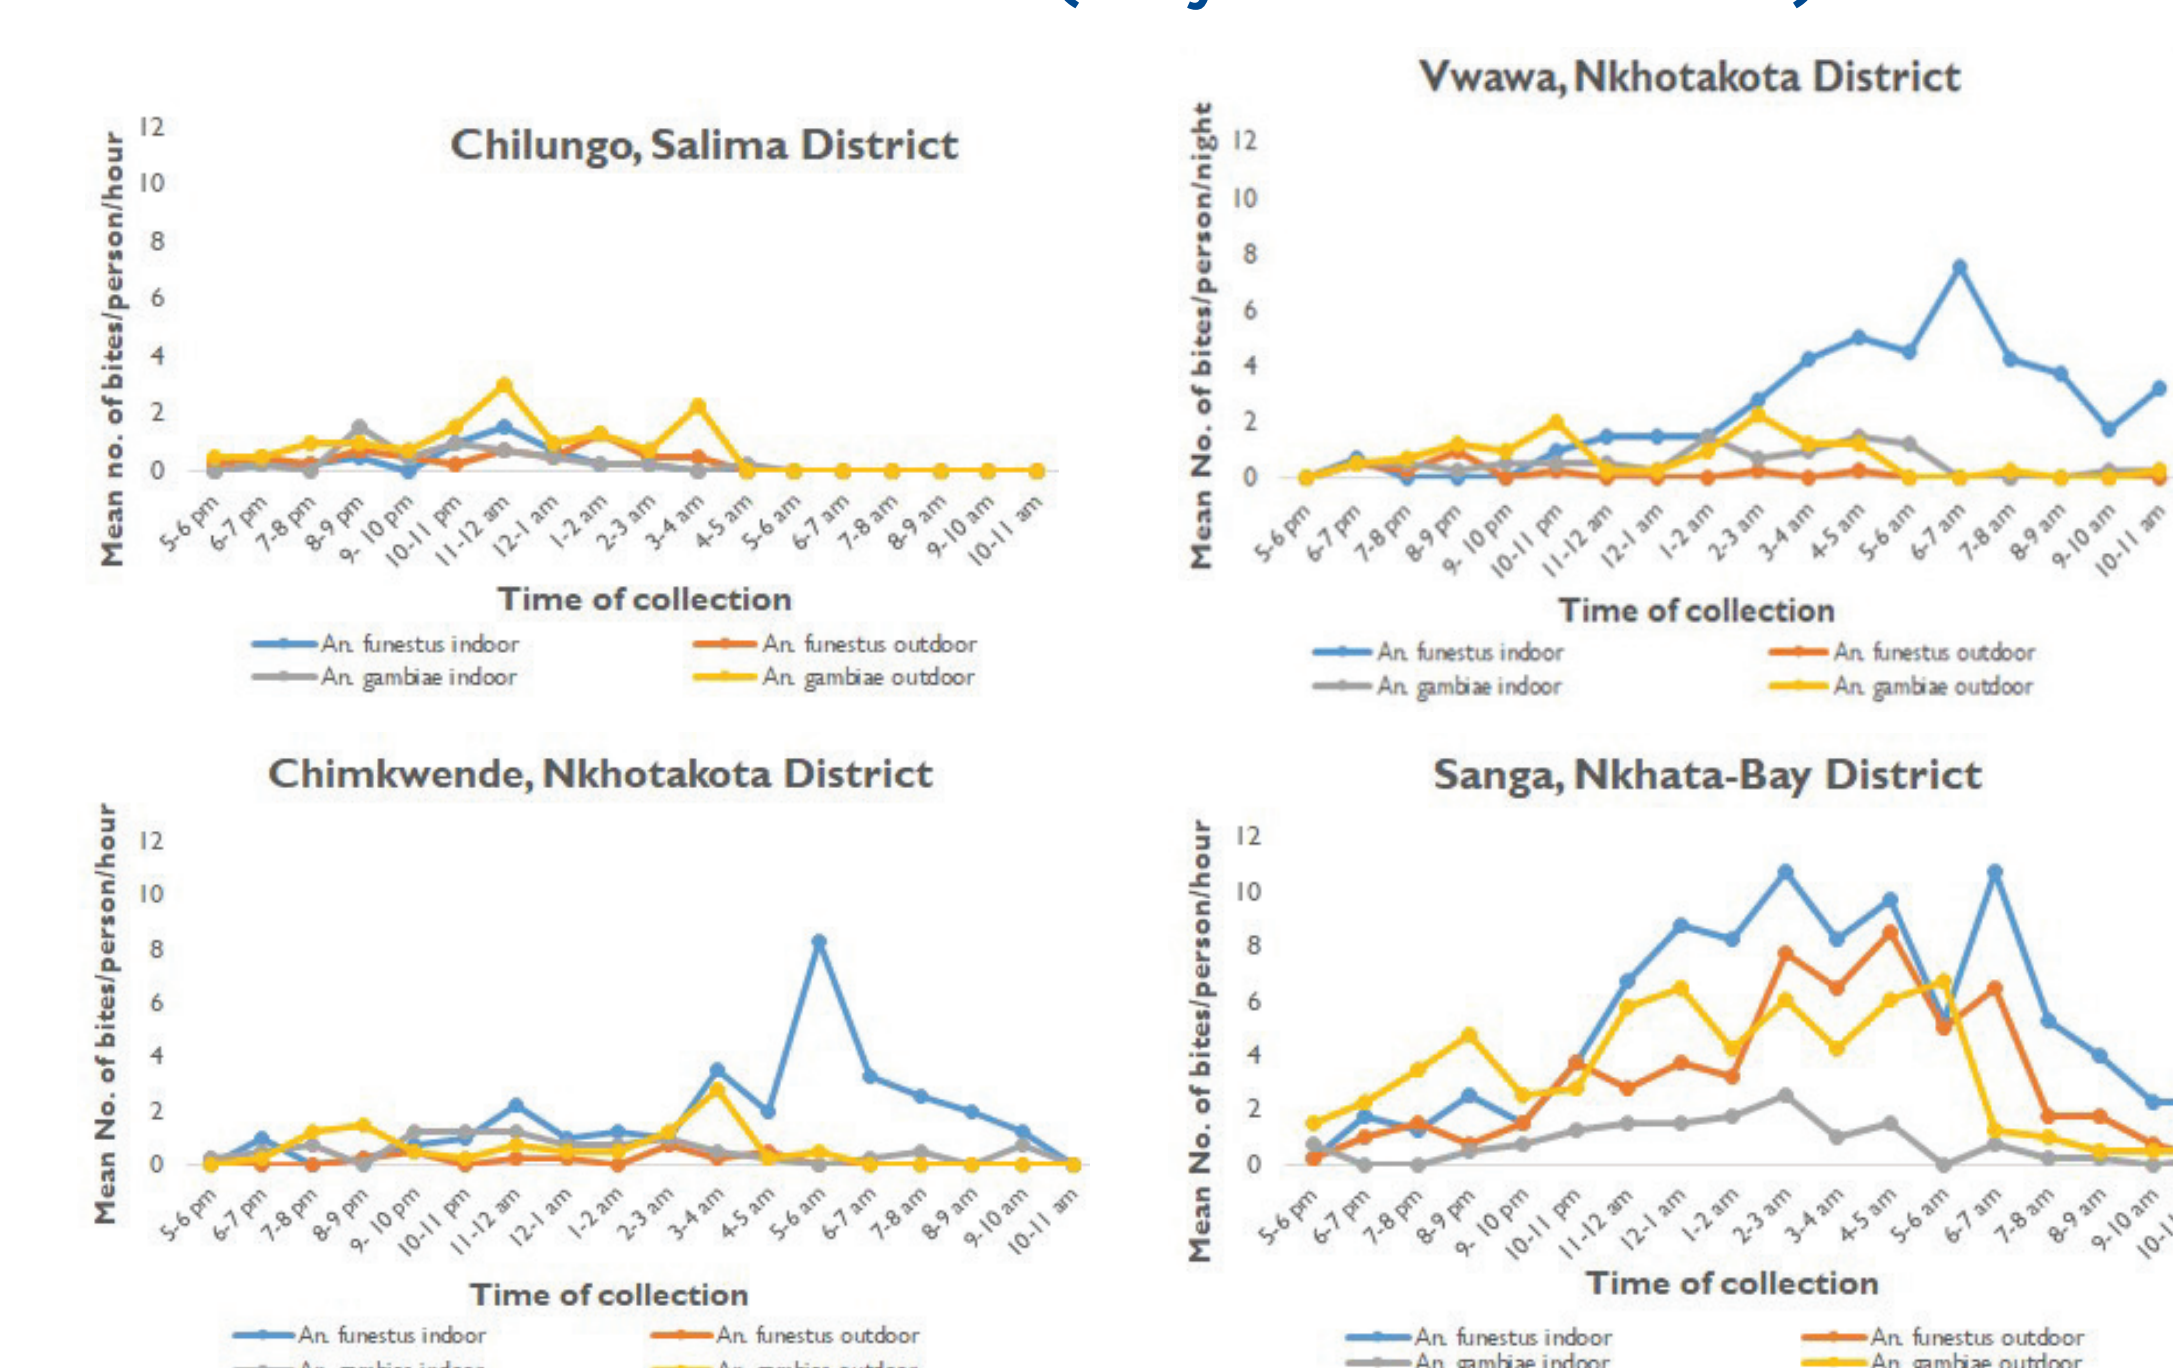 Chilungo, Salima District
Mean no. of bites/person/hour
12
10
8
6
4
2
0
5-6 pm
6-7 pm
7-8 pm
8-9 pm
9- 10 pm
10-11 pm
11-12 am
12-1 am
1-2 am
2-3 am
3-4 am
4-5 am
5-6 am
6-7 am
7-8 am
8-9 am
9-10 am
10-11 am
Time of collection
An. funestus indoor
An. funestus outdoor
An. gambiae indoor
An. gambiae outdoor
Vwawa, Nkhotakota District
Mean No. of bites/person/night
12
10
8
6
4
2
0
5-6 pm
6-7 pm
7-8 pm
8-9 pm
9- 10 pm
10-11 pm
11-12 am
12-1 am
1-2 am
2-3 am
3-4 am
4-5 am
5-6 am
6-7 am
7-8 am
8-9 am
9-10 am
10-11 am
Time of collection
An. funestus indoor
An. funestus outdoor
An. gambiae indoor
An. gambiae outdoor
Chimkwende, Nkhotakota District
Mean No. of bites/person/hour
12
10
8
6
4
2
0
5-6 pm
6-7 pm
7-8 pm
8-9 pm
9- 10 pm
10-11 pm
11-12 am
12-1 am
1-2 am
2-3 am
3-4 am
4-5 am
5-6 am
6-7 am
7-8 am
8-9 am
9-10 am
10-11 am
Time of collection
An. funestus indoor
An. funestus outdoor
An. gambiae indoor
An. gambiae outdoor
Sanga, Nkhata-Bay District
Mean No. of bites/person/hour
12
10
8
6
4
2
0
5-6 pm
6-7 pm
7-8 pm
8-9 pm
9- 10 pm
10-11 pm
11-12 am
12-1 am
1-2 am
2-3 am
3-4 am
4-5 am
5-6 am
6-7 am
7-8 am
8-9 am
9-10 am
10-11
Time of collection
An. funestus indoor
An. funestus outdoor
An. gambiae indoor
An. gambiae outdoor